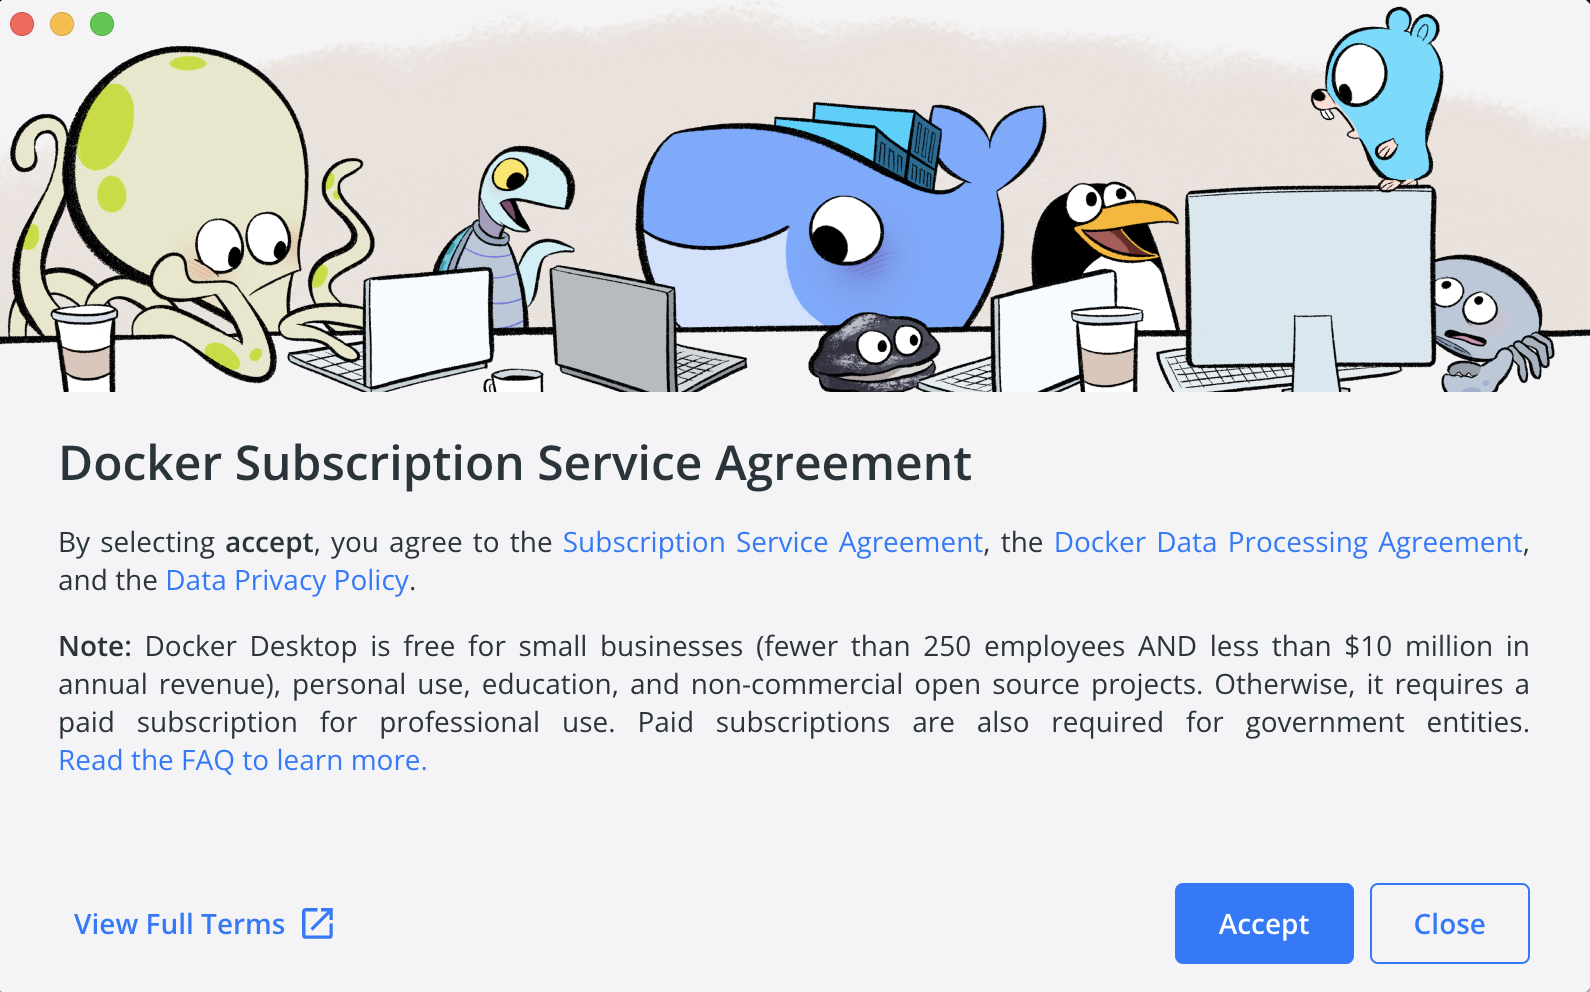 Docker Subscription Service Agreement
By selecting accept, you agree to the Subscription Service Agreement, the Docker Data Processing Agreement,
and the Data Privacy Policy.
Note: Docker Desktop is free for small businesses (fewer than 250 employees AND less than $10 million in
annual revenue), personal use, education, and non-commercial open source projects. Otherwise, it requires a
paid subscription for professional use. Paid subscriptions are also required for government entities.
Read the FAQ to learn more.
View Full Terms
Accept
Close